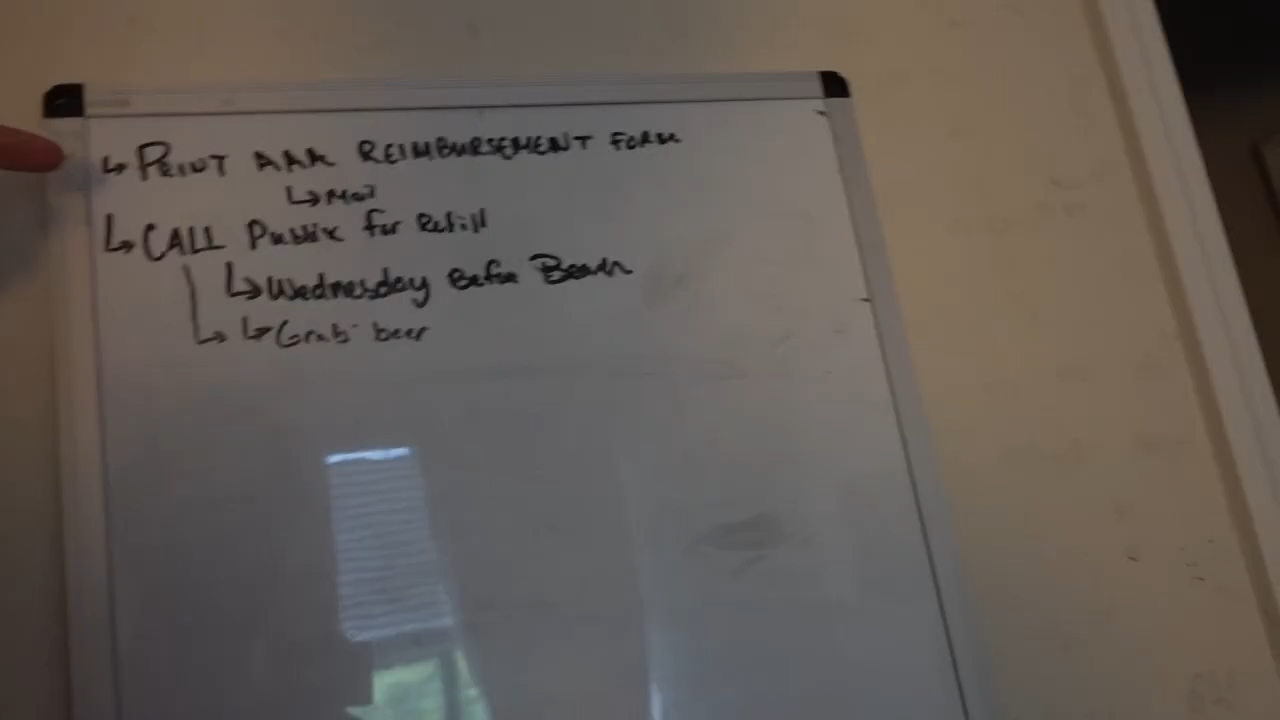 ↳ PRINT AAA REIMBURSEMENT FORM
↳ Mail
↳ CALL Publix for Refill
↳ Wednesday Before Beach
↳ ↳ Grab beer